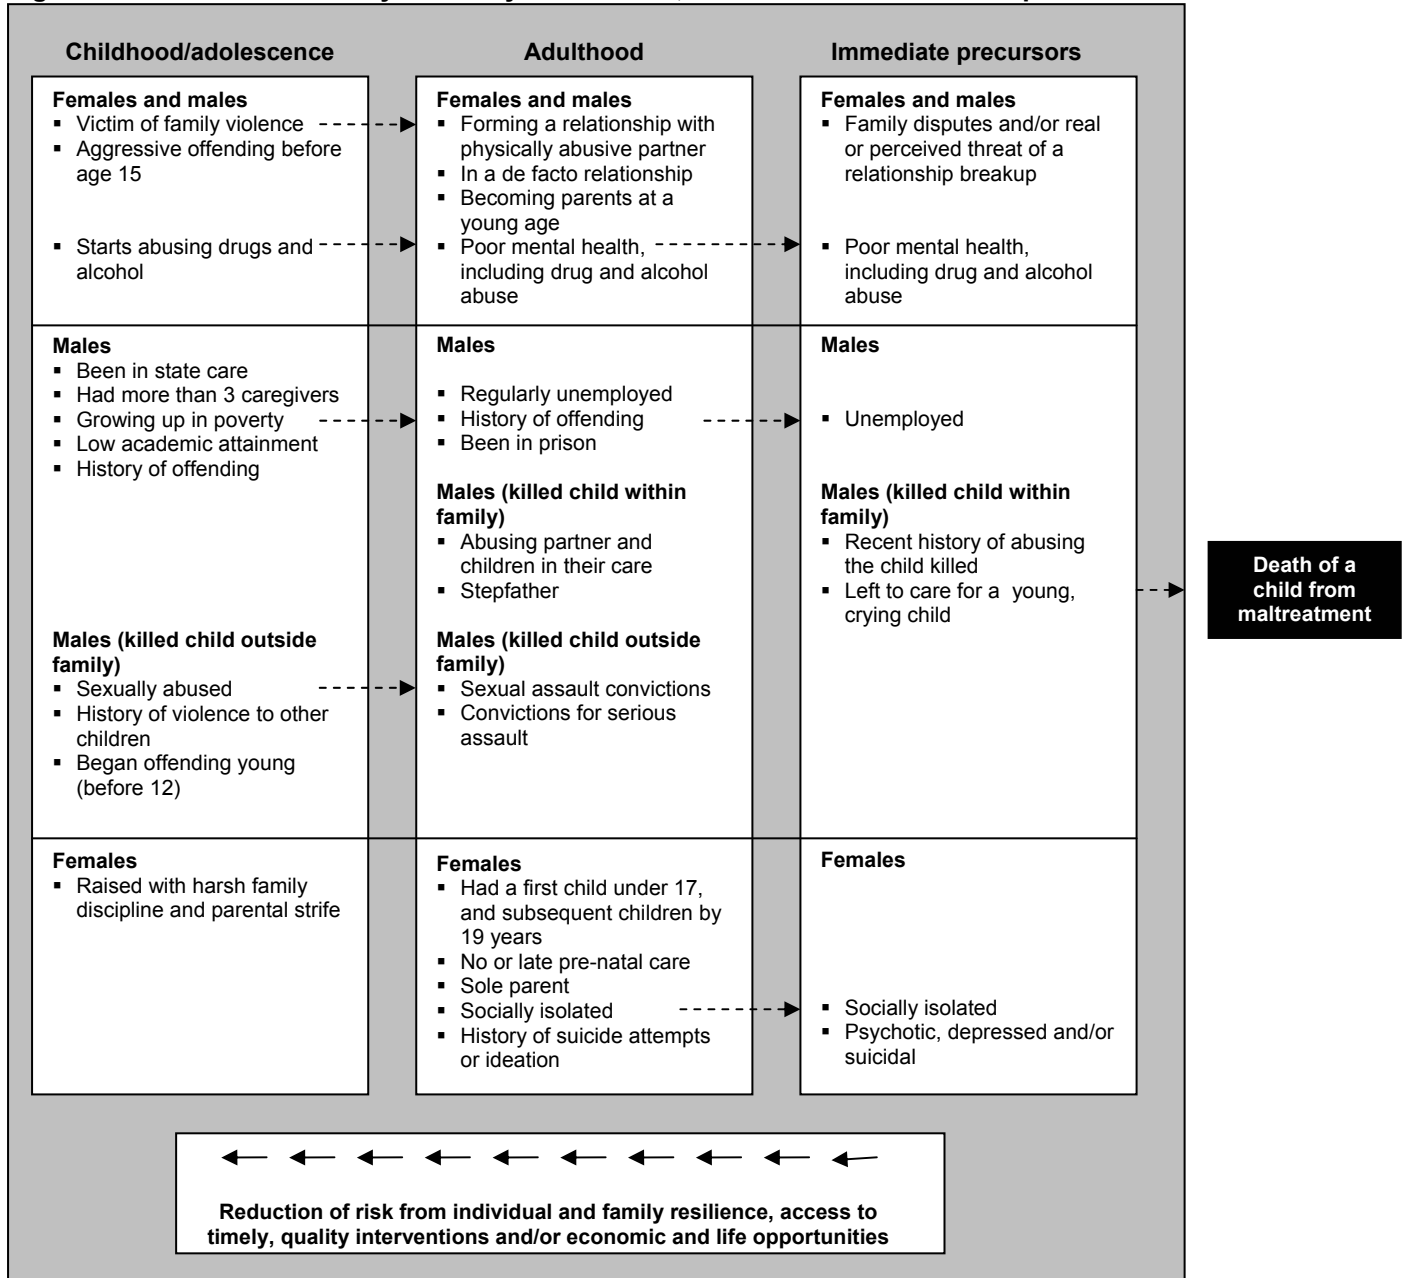 Childhood/adolescence
Females and males
▪ Victim of family violence
▪ Aggressive offending before
age 15
▪ Starts abusing drugs and
alcohol
Males
▪ Been in state care
▪ Had more than 3 caregivers
▪ Growing up in poverty
▪ Low academic attainment
▪ History of offending
Males (killed child outside
family)
▪ Sexually abused
▪ History of violence to other
children
▪ Began offending young
(before 12)
Females
▪ Raised with harsh family
discipline and parental strife
Adulthood
Females and males
▪ Forming a relationship with
physically abusive partner
▪ In a de facto relationship
▪ Becoming parents at a
young age
▪ Poor mental health,
including drug and alcohol
abuse
Males
▪ Regularly unemployed
▪ History of offending
▪ Been in prison
Males (killed child within
family)
▪ Abusing partner and
children in their care
▪ Stepfather
Males (killed child outside
family)
▪ Sexual assault convictions
▪ Convictions for serious
assault
Females
▪ Had a first child under 17,
and subsequent children by
19 years
▪ No or late pre-natal care
▪ Sole parent
▪ Socially isolated
▪ History of suicide attempts
or ideation
Immediate precursors
Females and males
▪ Family disputes and/or real
or perceived threat of a
relationship breakup
▪ Poor mental health,
including drug and alcohol
abuse
Males
▪ Unemployed
Males (killed child within
family)
▪ Recent history of abusing
the child killed
▪ Left to care for a young,
crying child
Females
▪ Socially isolated
▪ Psychotic, depressed and/or
suicidal
Death of a
child from
maltreatment
Reduction of risk from individual and family resilience, access to
timely, quality interventions and/or economic and life opportunities